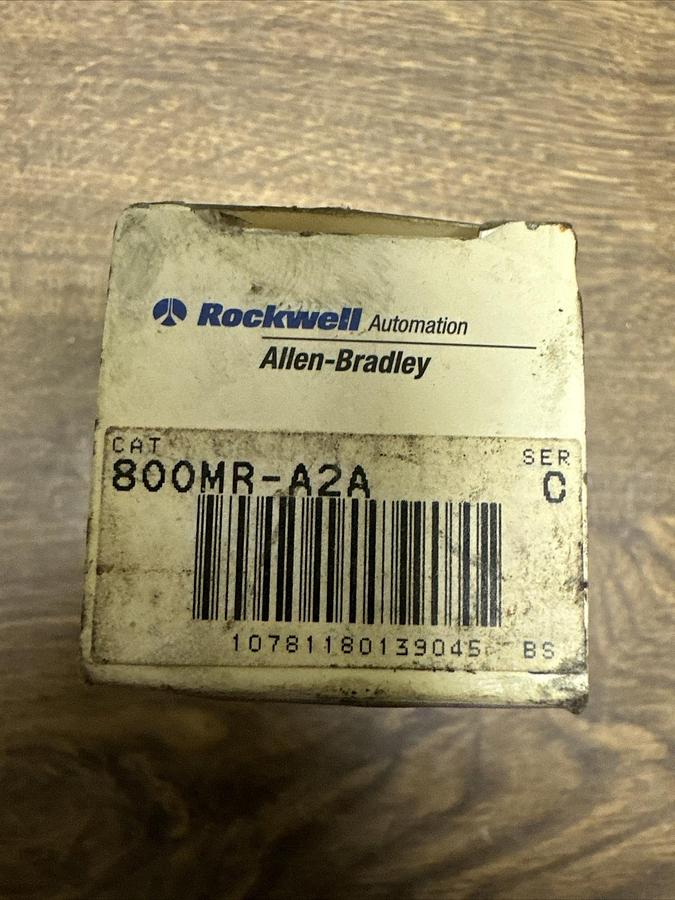 Rockwell Automation
Allen-Bradley
CAT
SER
800MR-A2A
C
10781180139045 BS